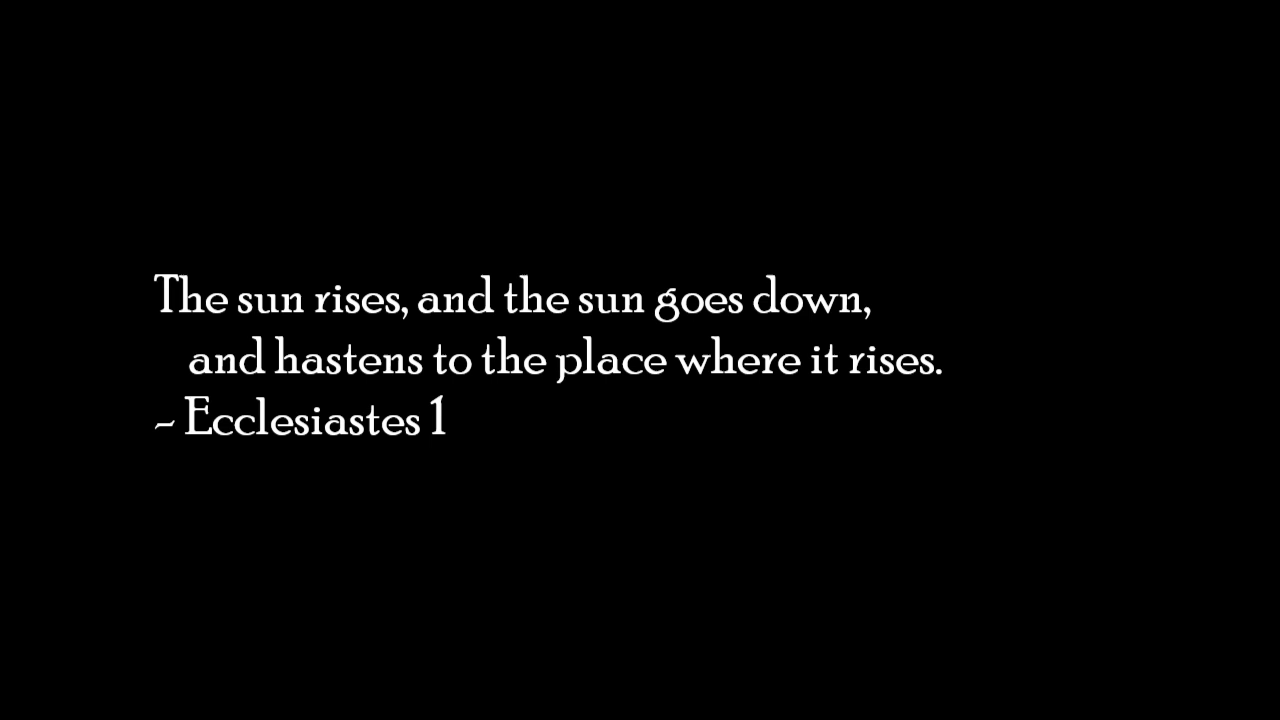 The sun rises, and the sun goes down,
and hastens to the place where it rises.
- Ecclesiastes 1